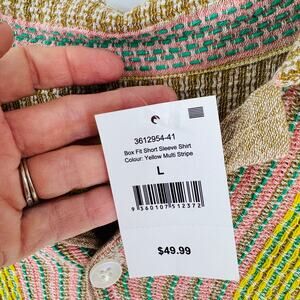 3612954-41
Box Fit Short Sleeve Shirt
Colour: Yellow Multi Stripe
L
9 360107 512372
$49.99